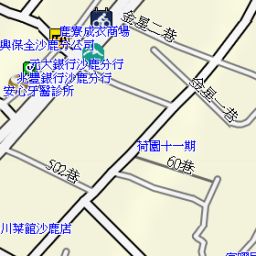 鹿寮成衣商場
興保全沙鹿分公司
元大銀行沙鹿分行
兆豐銀行沙鹿分行
安心牙醫診所
金星二巷
金星二巷
荷園十一期
60巷
502巷
川菜館沙鹿店